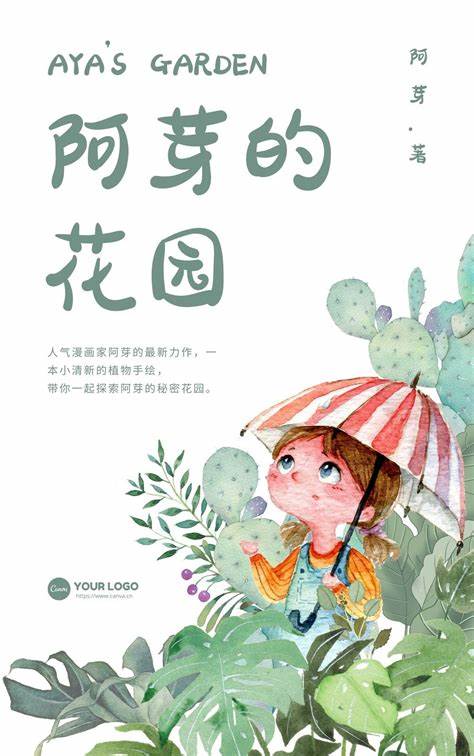 AYA'S GARDEN
阿芽的
花园
阿芽·著
人气漫画家阿芽的最新力作，一
本小清新的植物手绘，
带你一起探索阿芽的秘密花园。
Canva
YOUR LOGO
https://www.canva.cn